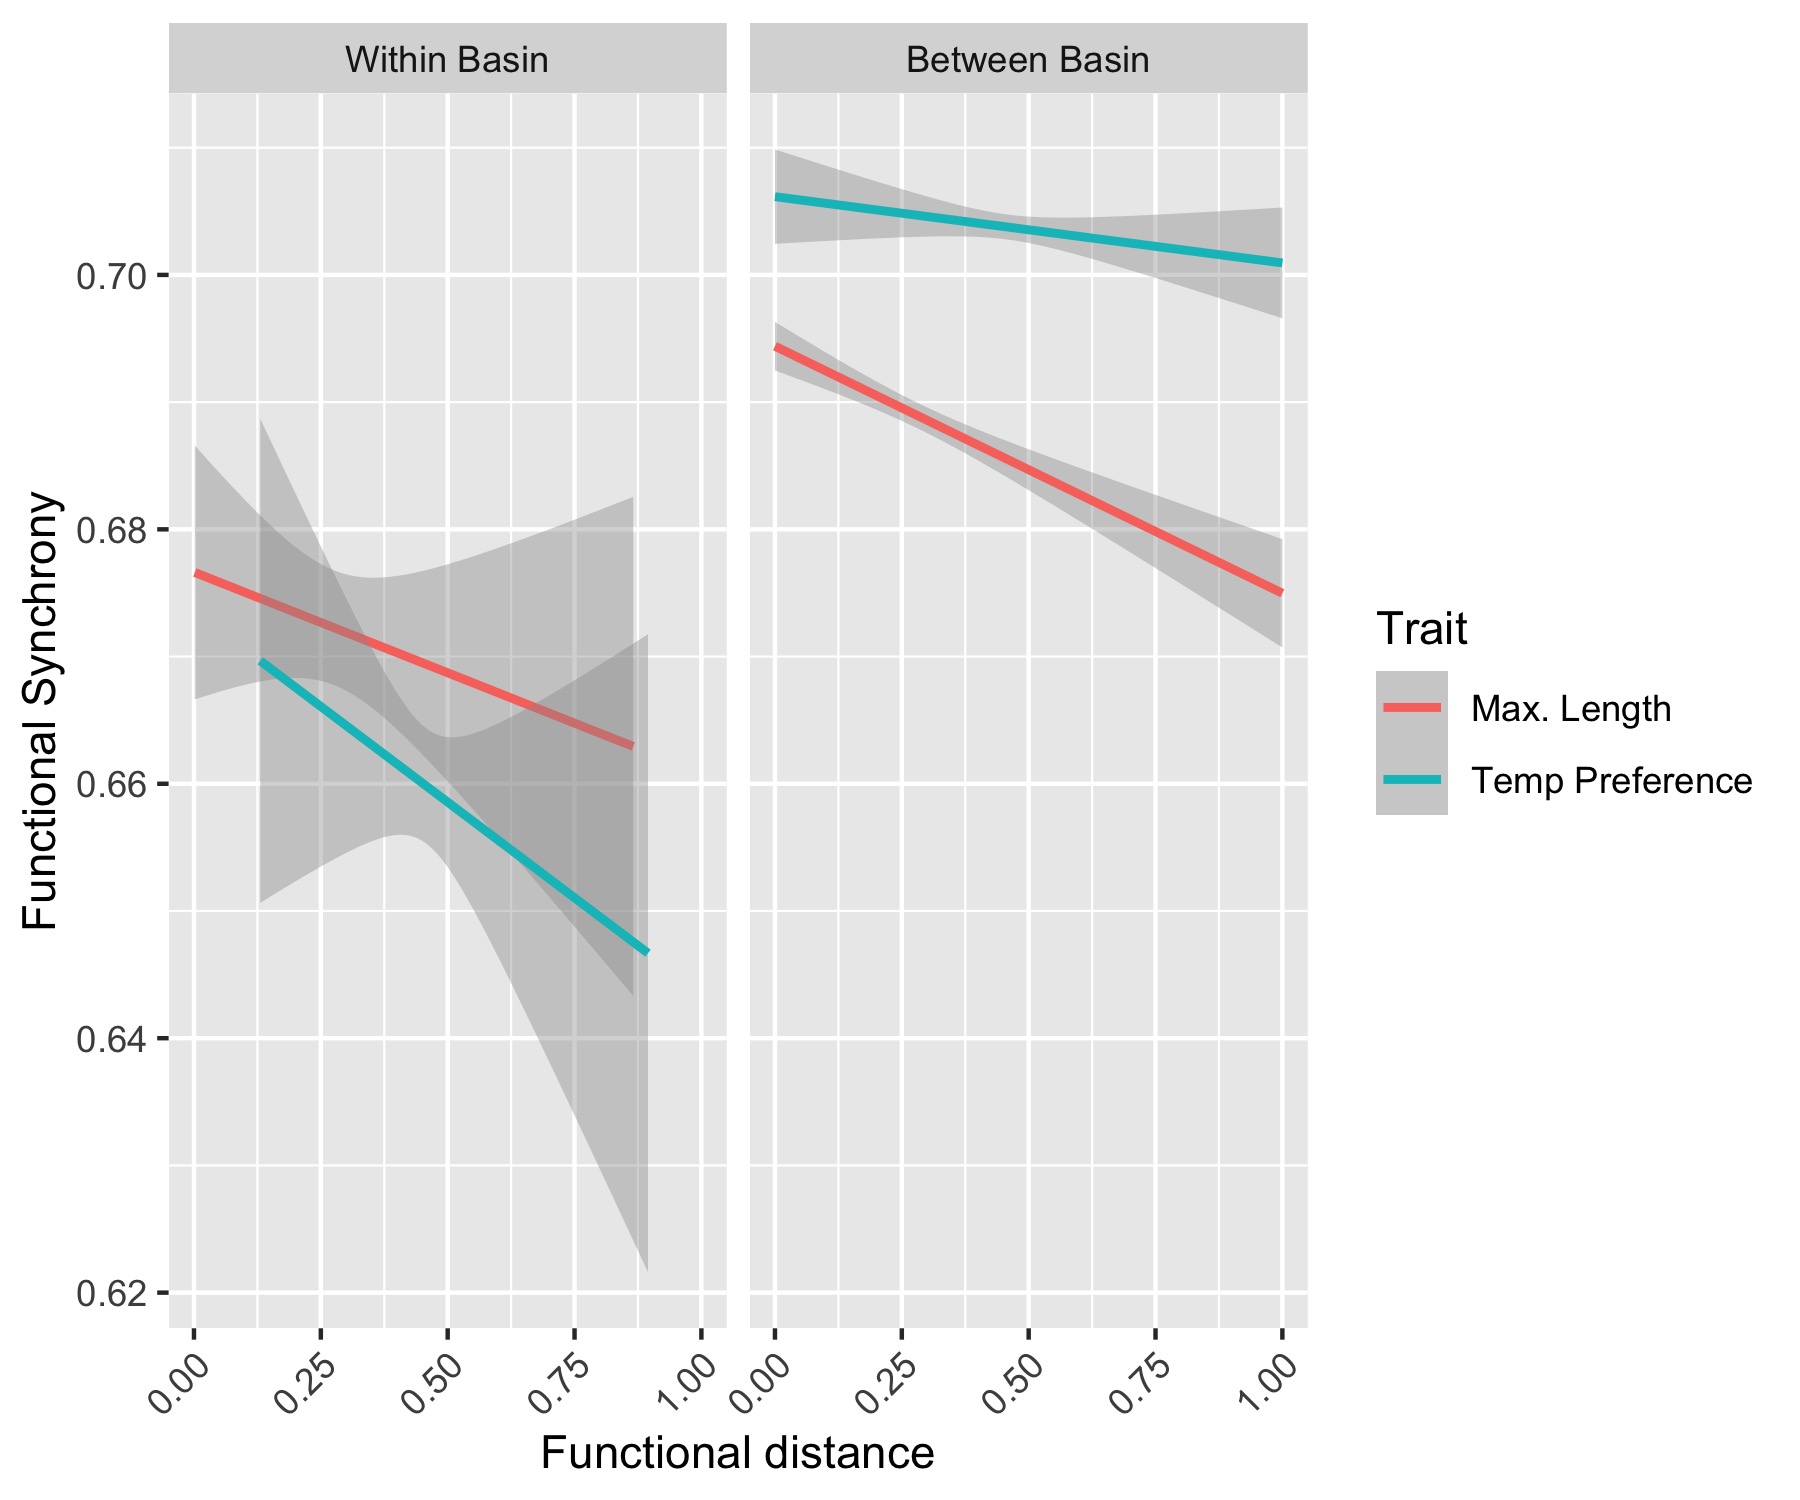 Within Basin
Between Basin
Functional Synchrony
0.70
0.68
0.66
0.64
0.62
0.00
0.25
0.50
0.75
1.00
0.00
0.25
0.50
0.75
1.00
Functional distance
Trait
Max. Length
Temp Preference